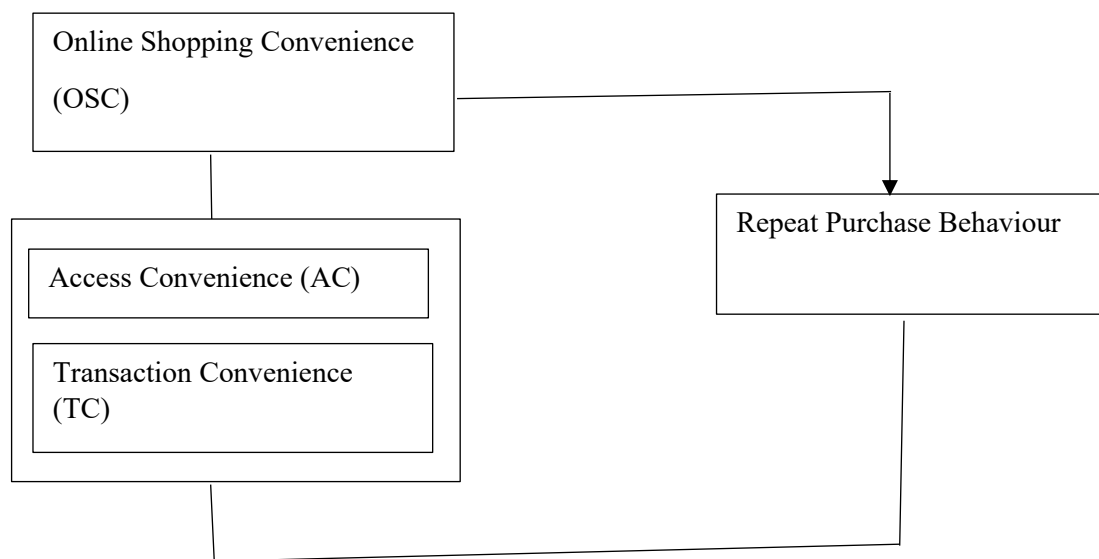 Online Shopping Convenience
(OSC)
Repeat Purchase Behaviour
Access Convenience (AC)
Transaction Convenience
(TC)